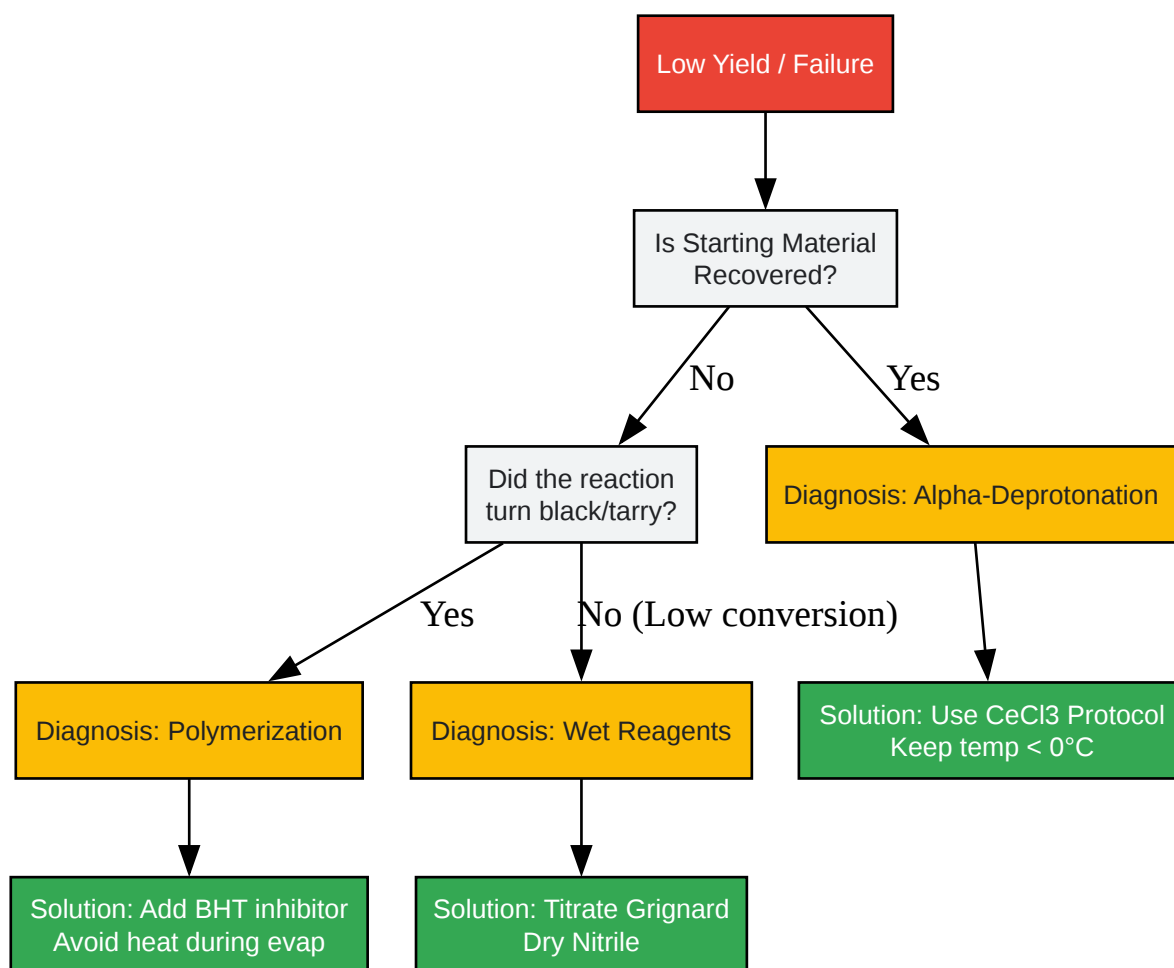 Low Yield / Failure
Is Starting Material
Recovered?
No
Yes
Did the reaction
turn black/tarry?
Diagnosis: Alpha-Deprotonation
Yes
No (Low conversion)
Diagnosis: Polymerization
Diagnosis: Wet Reagents
Solution: Use CeCl3 Protocol
Keep temp < 0°C
Solution: Add BHT inhibitor
Avoid heat during evap
Solution: Titrate Grignard
Dry Nitrile